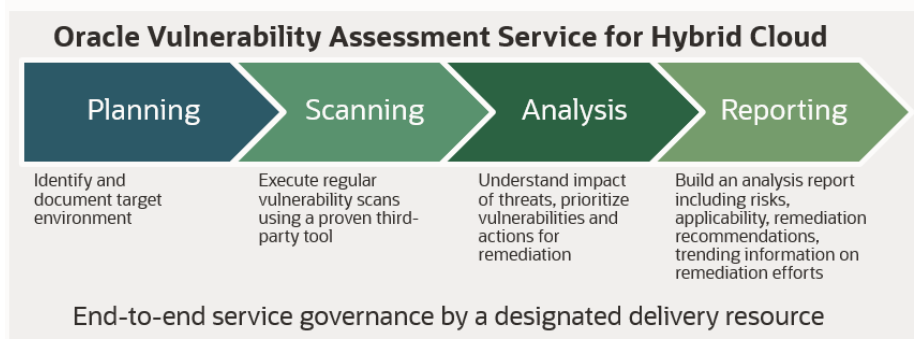 Oracle Vulnerability Assessment Service for Hybrid Cloud
Planning
Scanning
Analysis
Reporting
Identify and
document target
environment
Execute regular
vulnerability scans
using a proven third-
party tool
Understand impact
of threats, prioritize
vulnerabilities and
actions for
remediation
Build an analysis report
including risks,
applicability, remediation
recommendations,
trending information on
remediation efforts
End-to-end service governance by a designated delivery resource